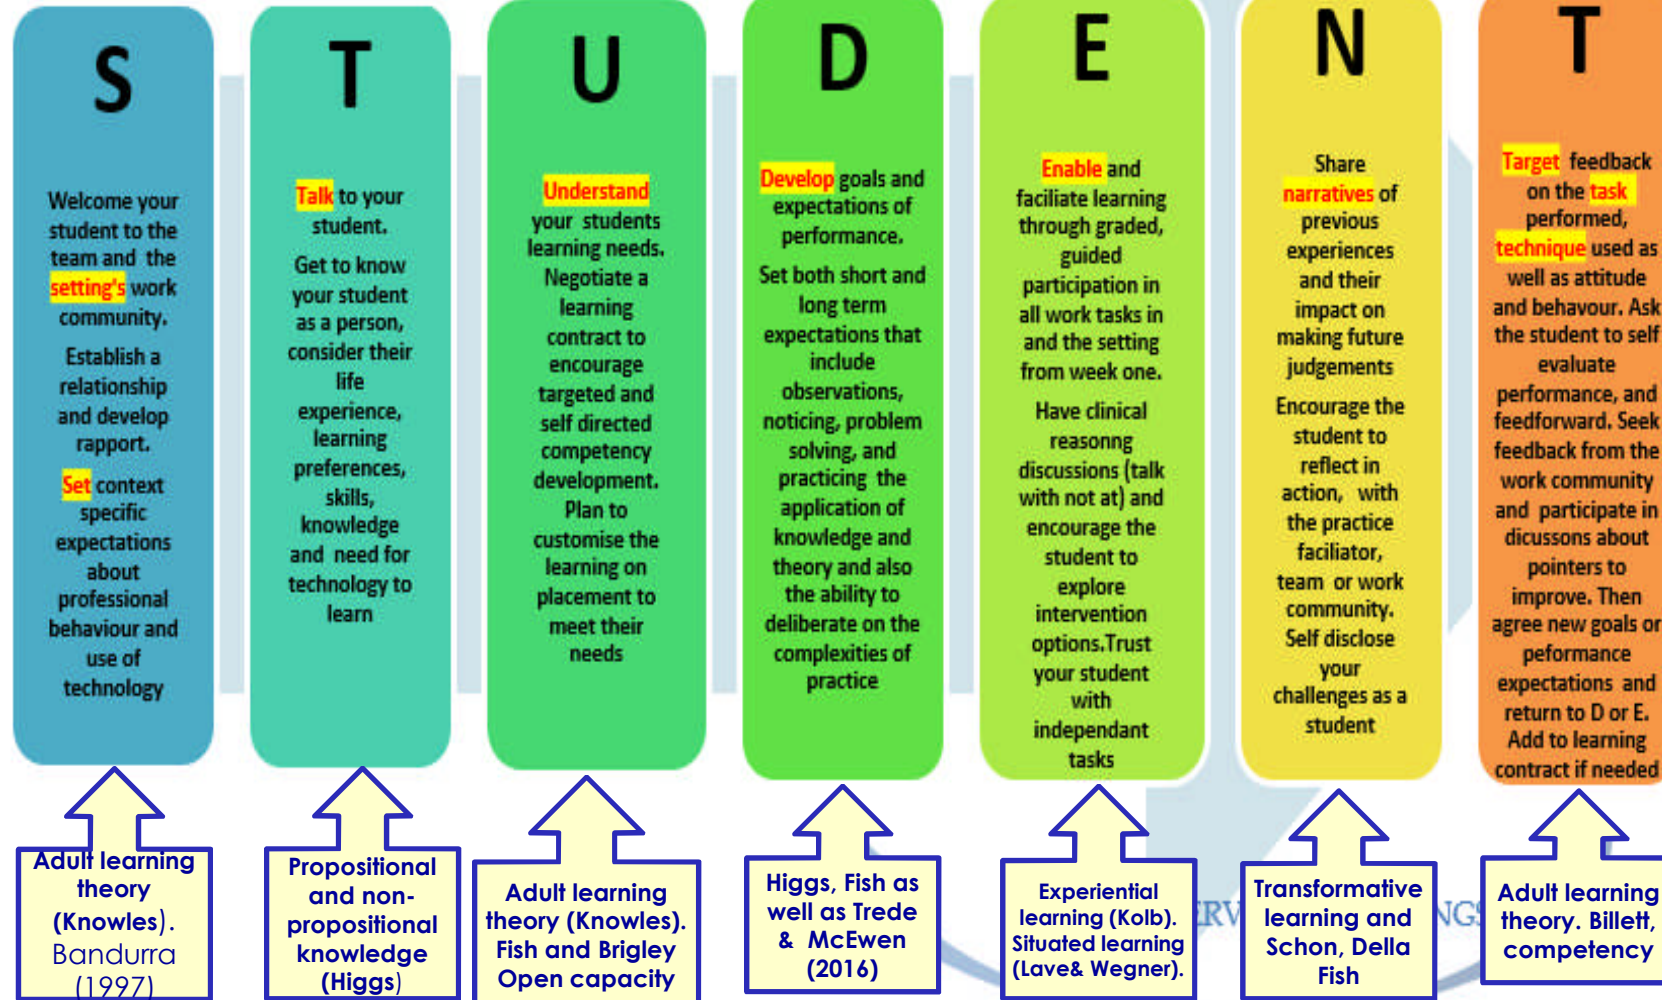 S
Welcome your
student to the
team and the
setting's work
community.
Establish a
relationship
and develop
rapport.
Set context
specific
expectations
about
professional
behaviour and
use of
technology
T
Talk to your
student.
Get to know
your student
as a person,
consider their
life
experience,
learning
preferences,
skills,
knowledge
and need for
technology to
learn
U
Understand
your students
learning needs.
Negotiate a
learning
contract to
encourage
targeted and
self directed
competency
development.
Plan to
customise the
learning on
placement to
meet their
needs
D
Develop goals and
expectations of
performance.
Set both short and
long term
expectations that
include
observations,
noticing, problem
solving, and
practicing the
application of
knowledge and
theory and also
the ability to
deliberate on the
complexities of
practice
E
Enable and
faciliate learning
through graded,
guided
participation in
all work tasks in
and the setting
from week one.
Have clinical
reasonng
discussions (talk
with not at) and
encourage the
student to
explore
intervention
options.Trust
your student
with
independant
tasks
N
Share
narratives of
previous
experiences
and their
impact on
making future
judgements
Encourage the
student to
reflect in
action, with
the practice
faciliator,
team or work
community.
Self disclose
your
challenges as a
student
T
Target feedback
on the task
performed,
technique used as
well as attitude
and behavour. Ask
the student to self
evaluate
performance, and
feedforward. Seek
feedback from the
work community
and participate in
dicussons about
pointers to
improve. Then
agree new goals or
peformance
expectations and
return to D or E.
Add to learning
contract if needed
Adult learning
theory
(Knowles).
Bandurra
(1997)
Propositional
and non-
propositional
knowledge
(Higgs)
Adult learning
theory (Knowles).
Fish and Brigley
Open capacity
Higgs, Fish as
well as Trede
& McEwen
(2016)
Experiential
learning (Kolb).
Situated learning
(Lave& Wegner).
Transformative
learning and
Schon, Della
Fish
Adult learning
theory. Billett,
competency